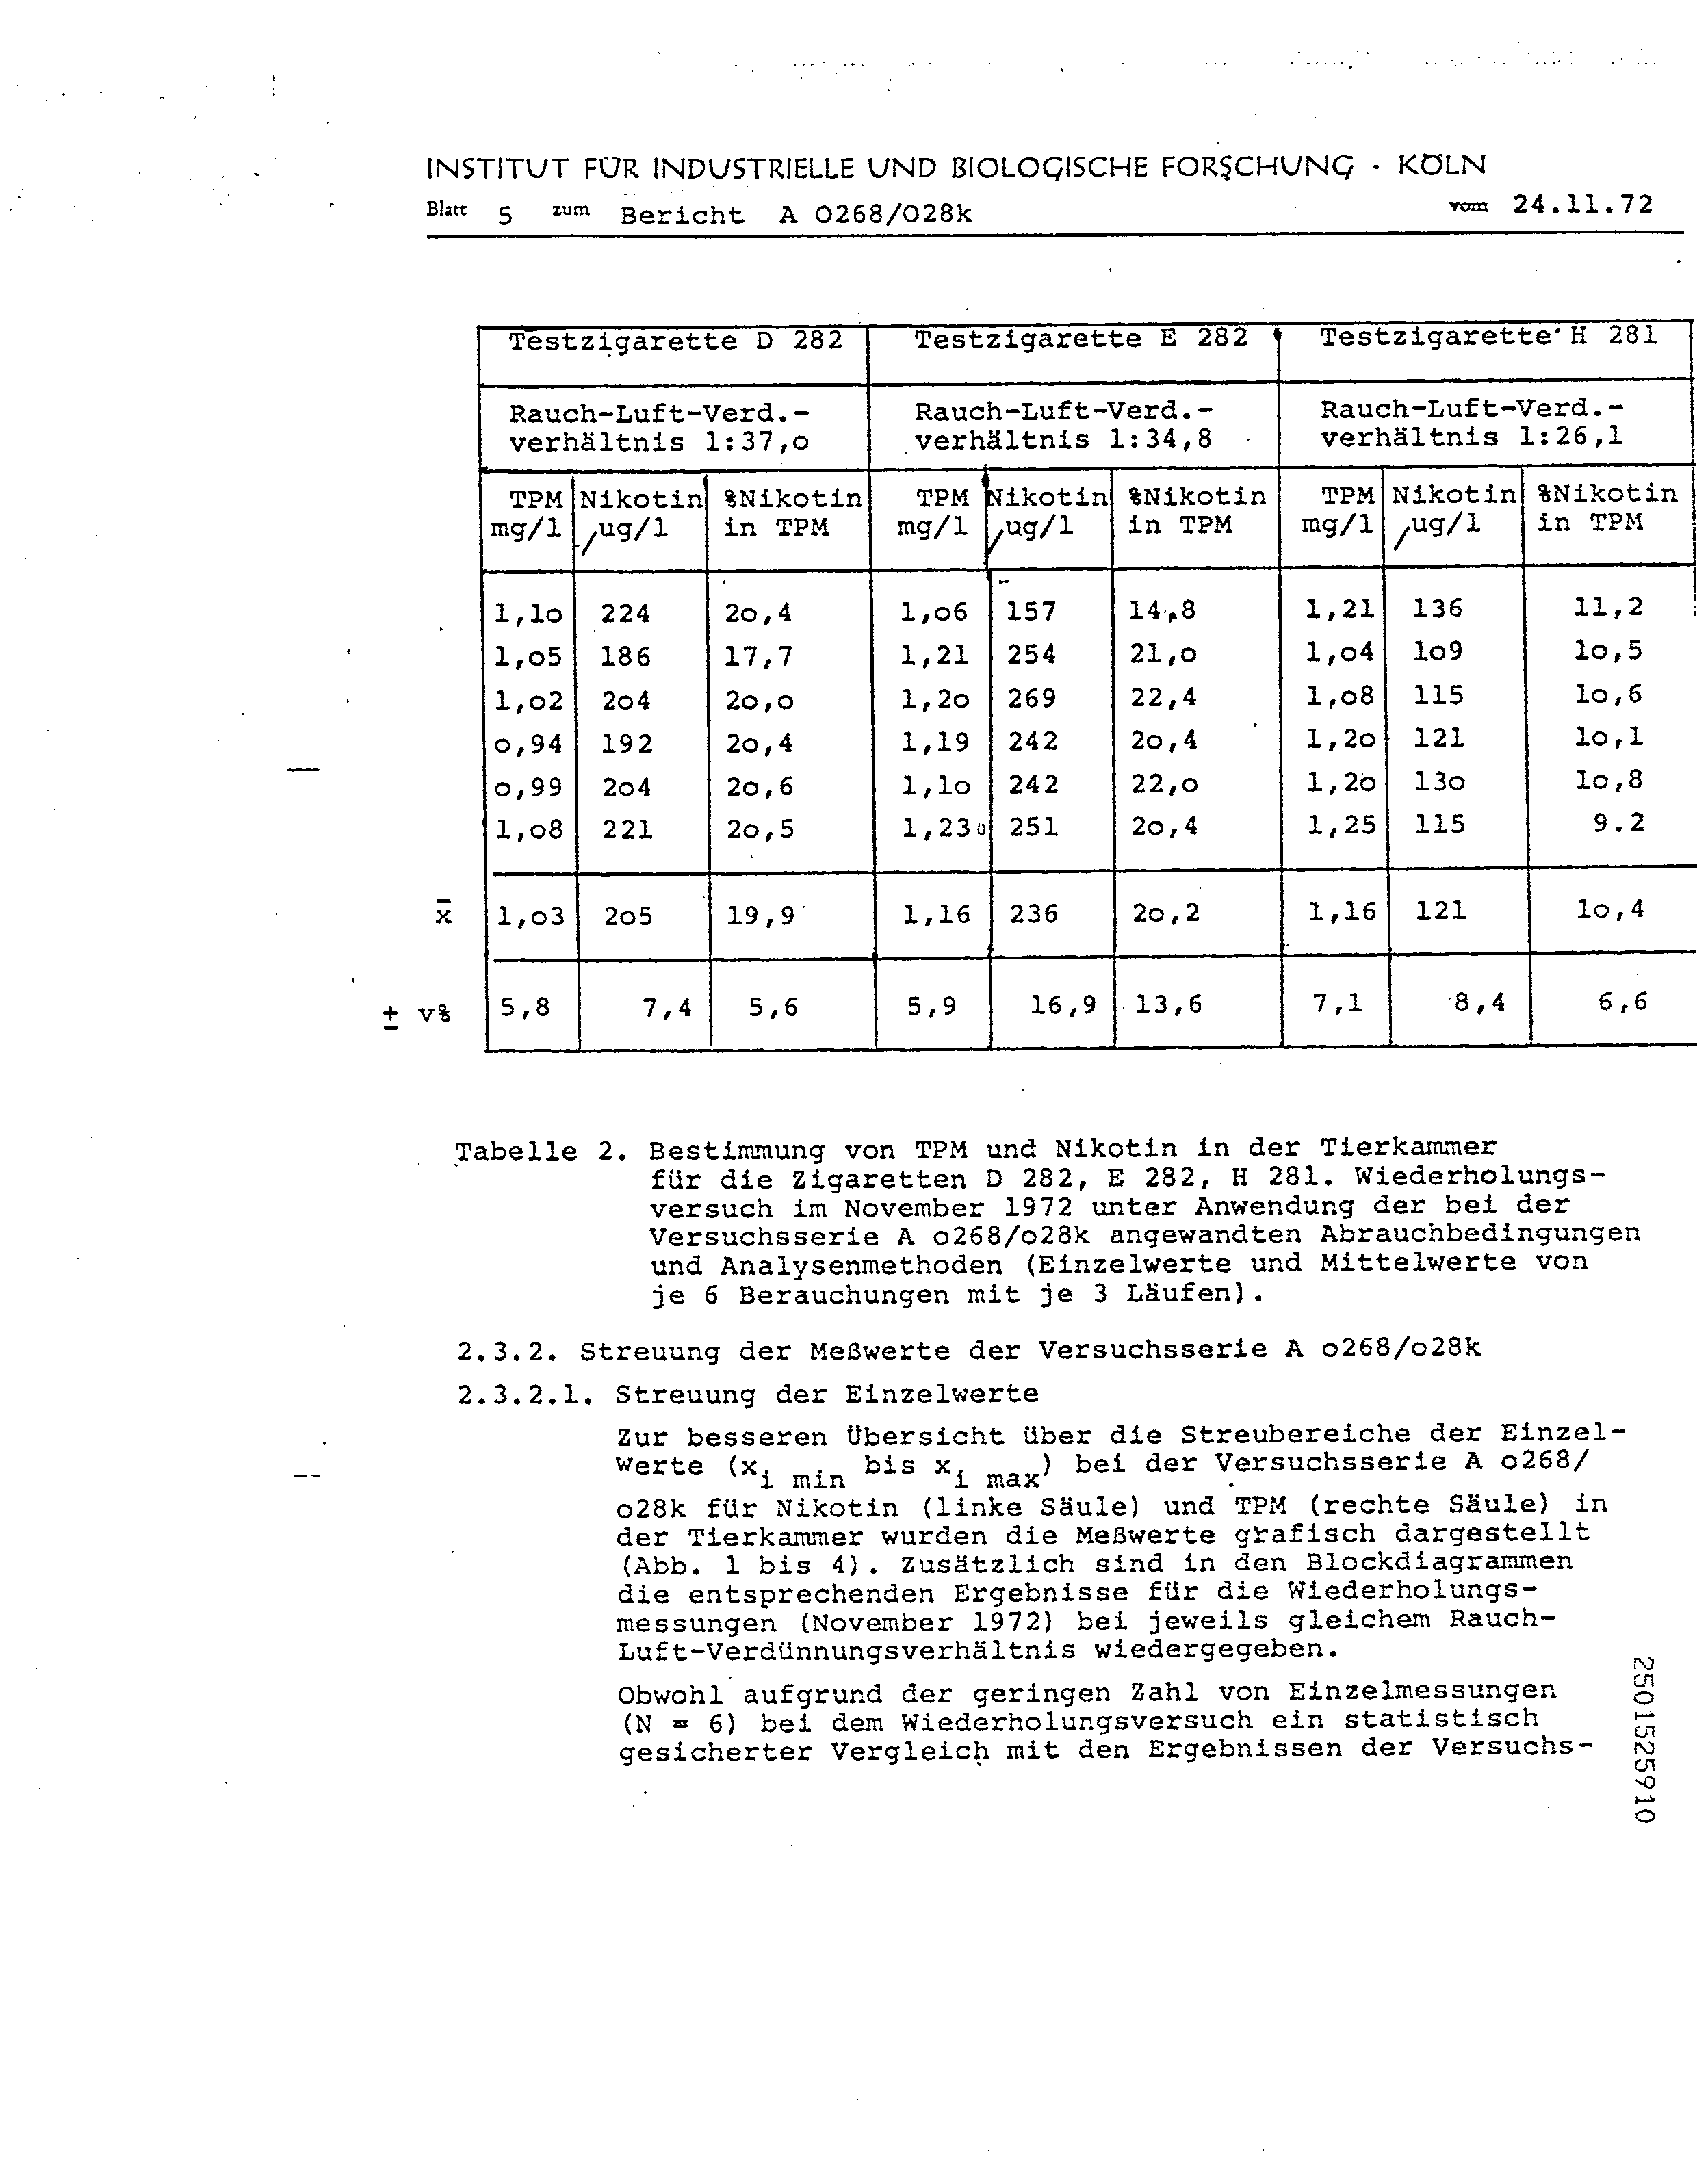 INSTITUT FÜR INDUSTRIELLE UND BIOLOGISCHE FORSCHUNG · KÖLN
Blatt 5 zum Bericht A O268/O28k vom 24.11.72
Testzigarette D 282 Testzigarette E 282 Testzigarette H 281
Rauch-Luft-Verd.- Rauch-Luft-Verd.- Rauch-Luft-Verd.-
verhältnis 1:37,o verhältnis 1:34,8 verhältnis 1:26,1
TPM Nikotin %Nikotin TPM Nikotin %Nikotin TPM Nikotin %Nikotin
mg/l /ug/l in TPM mg/l /ug/l in TPM mg/l /ug/l in TPM
1,1o 224 2o,4 1,o6 157 14,8 1,21 136 11,2
1,o5 186 17,7 1,21 254 21,o 1,o4 1o9 1o,5
1,o2 2o4 2o,o 1,2o 269 22,4 1,o8 115 1o,6
o,94 192 2o,4 1,19 242 2o,4 1,2o 121 1o,1
o,99 2o4 2o,6 1,1o 242 22,o 1,2o 13o 1o,8
1,o8 221 2o,5 1,23 251 2o,4 1,25 115 9.2
x̄ 1,o3 2o5 19,9 1,16 236 2o,2 1,16 121 1o,4
± v% 5,8 7,4 5,6 5,9 16,9 13,6 7,1 8,4 6,6
Tabelle 2. Bestimmung von TPM und Nikotin in der Tierkammer
für die Zigaretten D 282, E 282, H 281. Wiederholungs-
versuch im November 1972 unter Anwendung der bei der
Versuchsserie A o268/o28k angewandten Abrauchbedingungen
und Analysenmethoden (Einzelwerte und Mittelwerte von
je 6 Berauchungen mit je 3 Läufen).
2.3.2. Streuung der Meßwerte der Versuchsserie A o268/o28k
2.3.2.1. Streuung der Einzelwerte
Zur besseren Übersicht über die Streubereiche der Einzel-
werte (xi min bis xi max) bei der Versuchsserie A o268/
o28k für Nikotin (linke Säule) und TPM (rechte Säule) in
der Tierkammer wurden die Meßwerte grafisch dargestellt
(Abb. 1 bis 4). Zusätzlich sind in den Blockdiagrammen
die entsprechenden Ergebnisse für die Wiederholungs-
messungen (November 1972) bei jeweils gleichem Rauch-
Luft-Verdünnungsverhältnis wiedergegeben.
Obwohl aufgrund der geringen Zahl von Einzelmessungen
(N = 6) bei dem Wiederholungsversuch ein statistisch
gesicherter Vergleich mit den Ergebnissen der Versuchs-
2501525910